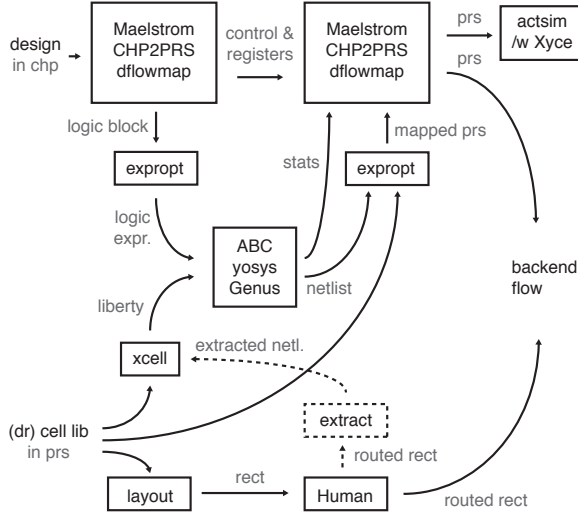 design
in chp
Maelstrom
CHP2PRS
dflowmap
control &
registers
Maelstrom
CHP2PRS
dflowmap
prs
actsim
/w Xyce
prs
logic block
mapped prs
expropt
stats
expropt
logic
expr.
ABC
yosys
Genus
netlist
backend
flow
liberty
xcell
extracted netl.
extract
(dr) cell lib
in prs
routed rect
layout
rect
Human
routed rect